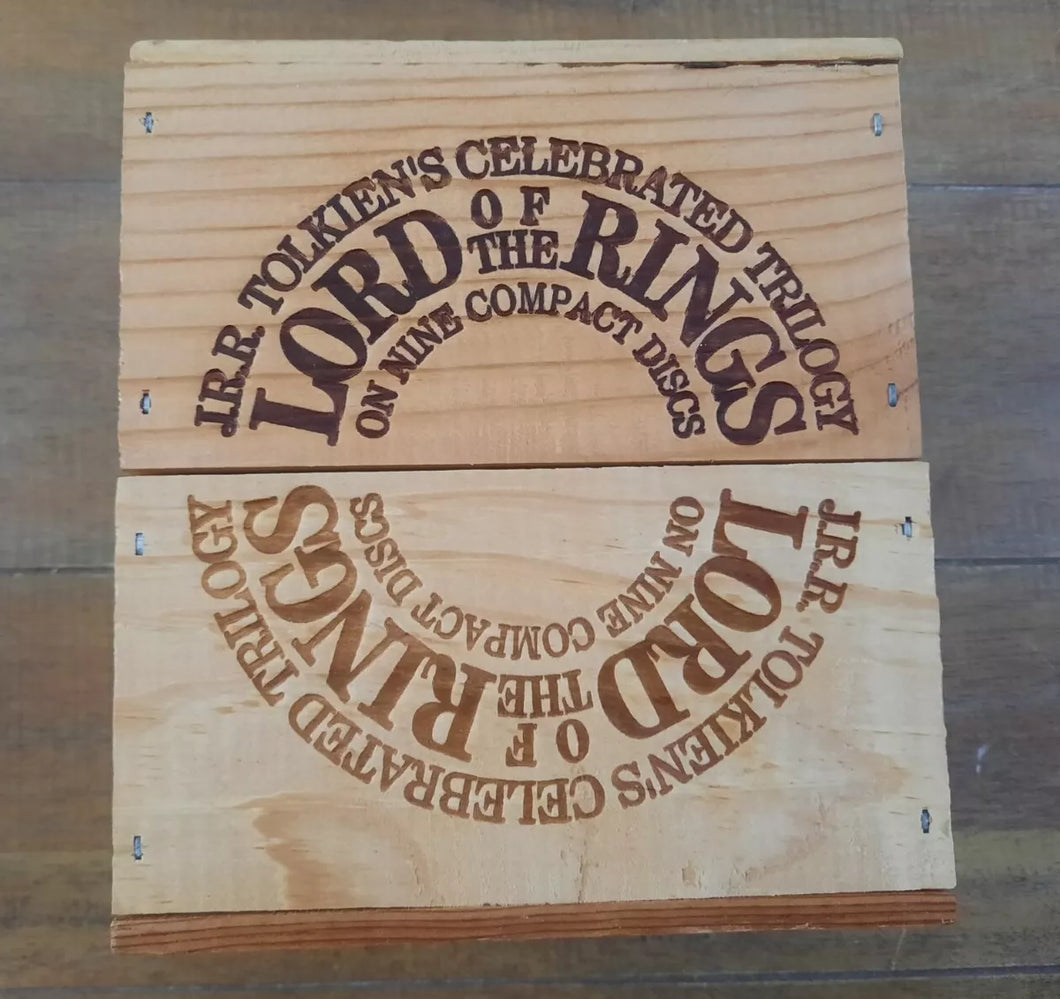 J.R.R. TOLKIEN'S CELEBRATED TRILOGY
LORD OF THE RINGS
ON NINE COMPACT DISCS
J.R.R. TOLKIEN'S CELEBRATED TRILOGY
LORD OF THE RINGS
ON NINE COMPACT DISCS